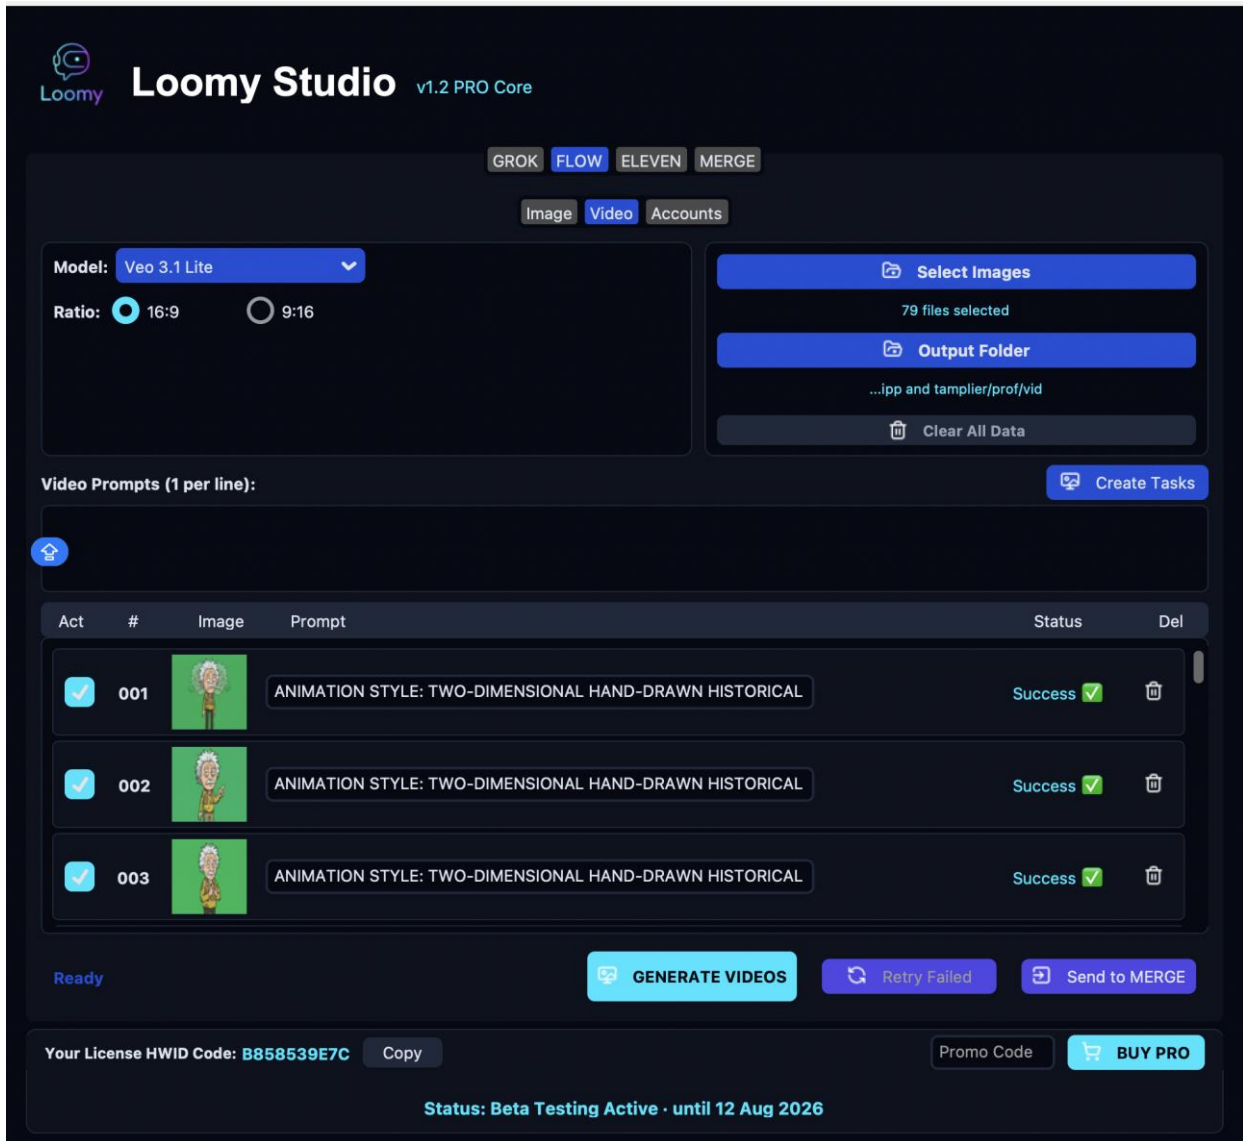 Loomy
Loomy Studio v1.2 PRO Core
GROK FLOW ELEVEN MERGE
Image Video Accounts
Model: Veo 3.1 Lite
Ratio: 16:9 9:16
Select Images
79 files selected
Output Folder
...ipp and tamplier/prof/vid
Clear All Data
Video Prompts (1 per line):
Create Tasks
Act # Image Prompt Status Del
001 ANIMATION STYLE: TWO-DIMENSIONAL HAND-DRAWN HISTORICAL Success
002 ANIMATION STYLE: TWO-DIMENSIONAL HAND-DRAWN HISTORICAL Success
003 ANIMATION STYLE: TWO-DIMENSIONAL HAND-DRAWN HISTORICAL Success
Ready GENERATE VIDEOS Retry Failed Send to MERGE
Your License HWID Code: B858539E7C Copy Promo Code BUY PRO
Status: Beta Testing Active · until 12 Aug 2026